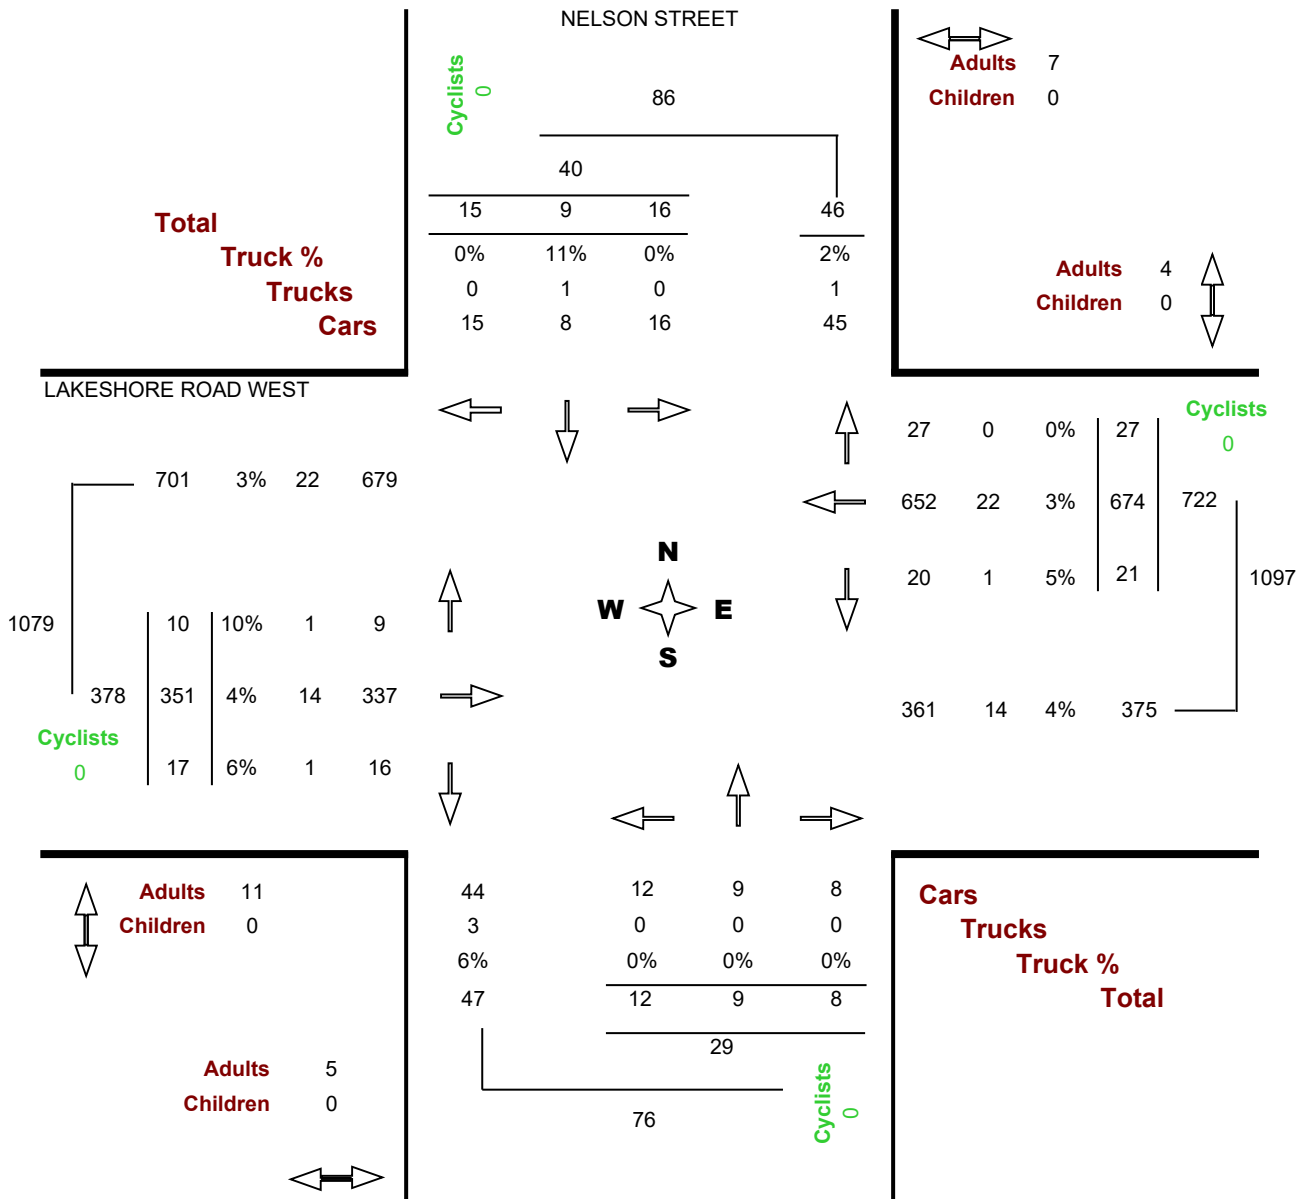 NELSON STREET
Cyclists
0
86
Adults 7
Children 0
40
15 9 16 46
Total
0% 11% 0% 2%
Truck %
0 1 0 1
Trucks
15 8 16 45
Cars
Adults 4
Children 0
LAKESHORE ROAD WEST
Cyclists
0
27 0 0% 27
701 3% 22 679
652 22 3% 674 722
N
20 1 5% 21
1097
W E
S
1079
10 10% 1 9
378 351 4% 14 337
361 14 4% 375
Cyclists
0
17 6% 1 16
Adults 11
Children 0
44 12 9 8
3 0 0 0
6% 0% 0% 0%
47 12 9 8
Cars
Trucks
Truck %
Total
29
Adults 5
Children 0
76
Cyclists
0